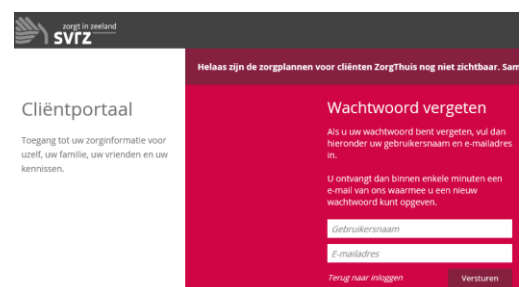 zorgt in zeeland
svrz
Helaas zijn de zorgplannen voor cliënten ZorgThuis nog niet zichtbaar. Sam
Cliëntportaal
Toegang tot uw zorginformatie voor
uzelf, uw familie, uw vrienden en uw
kennissen.
Wachtwoord vergeten
Als u uw wachtwoord bent vergeten, vul dan
hieronder uw gebruikersnaam en e-mailadres
in.
U ontvangt dan binnen enkele minuten een
e-mail van ons waarmee u een nieuw
wachtwoord kunt opgeven.
Gebruikersnaam
E-mailadres
Terug naar inloggen Versturen